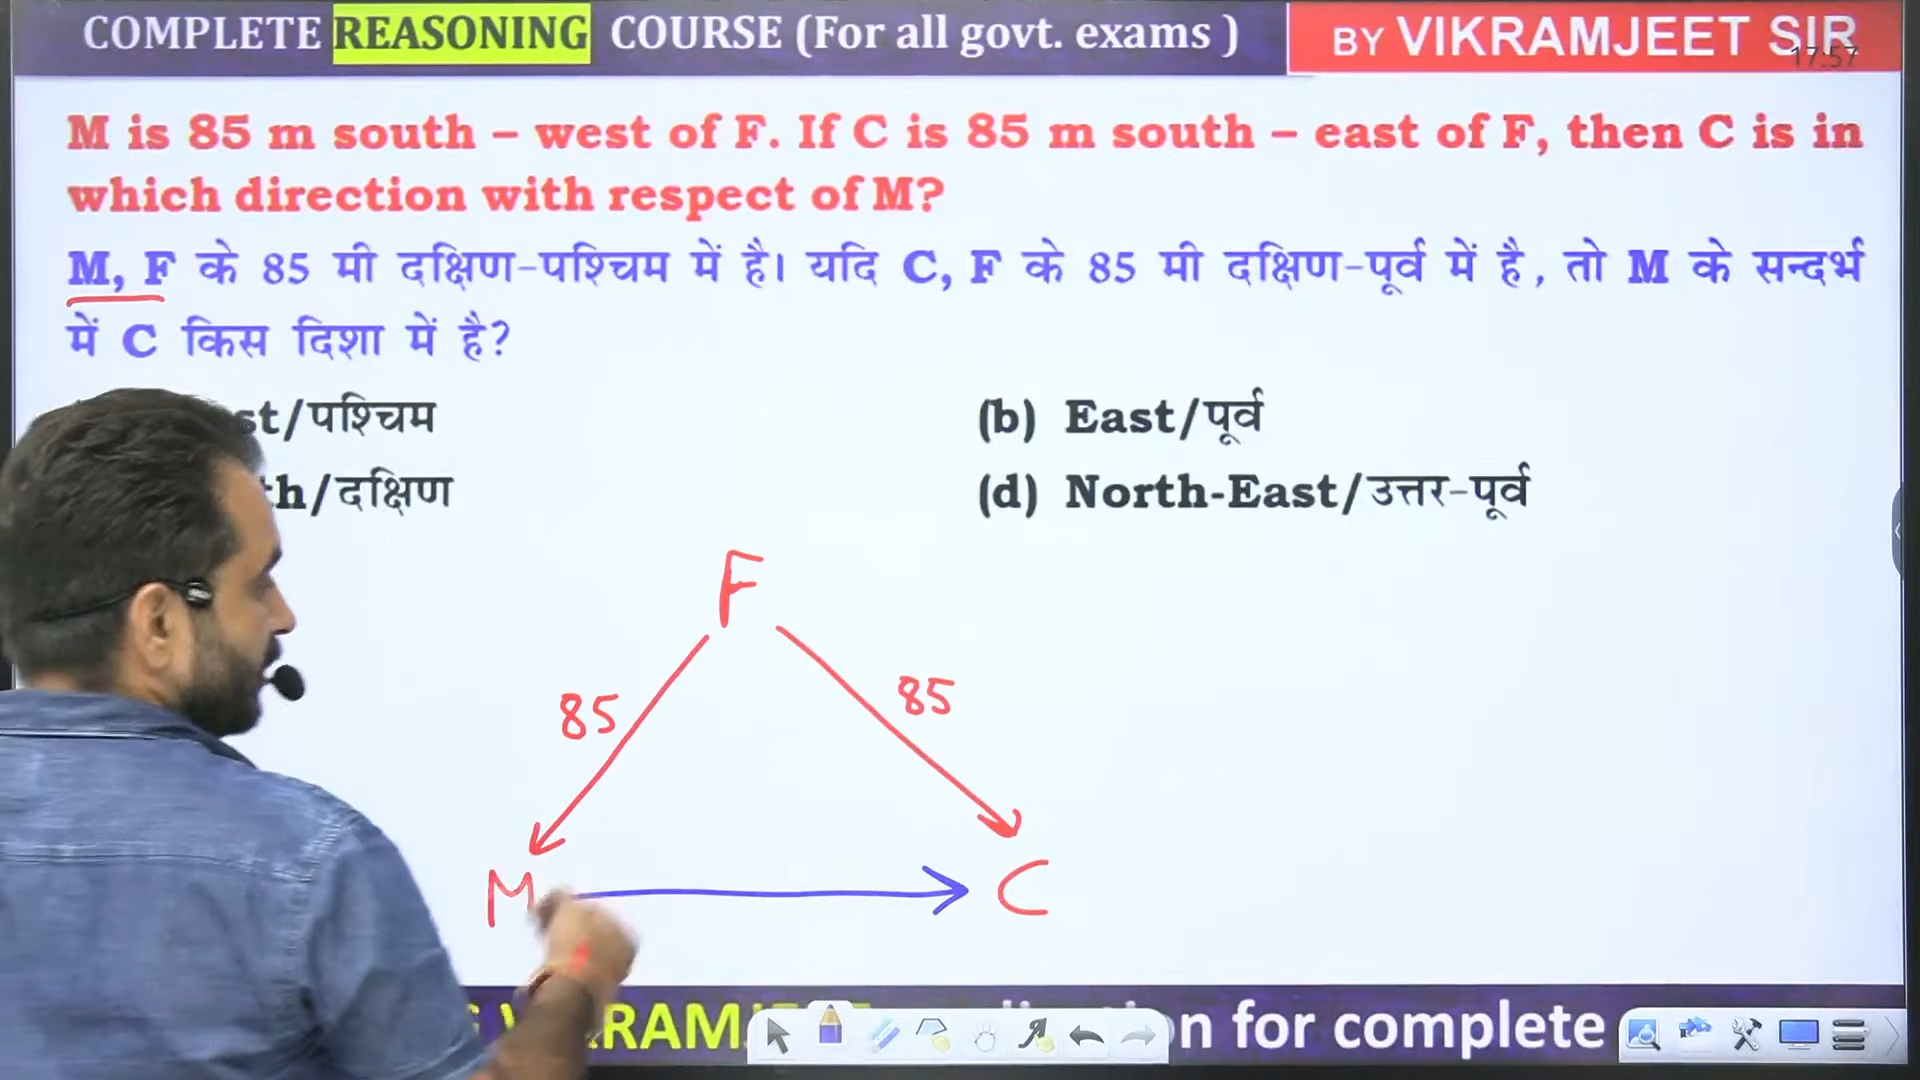 COMPLETE REASONING COURSE (For all govt. exams )
BY VIKRAMJEET SIR
17:57
M is 85 m south – west of F. If C is 85 m south – east of F, then C is in
which direction with respect of M?
M, F के 85 मी दक्षिण-पश्चिम में है। यदि C, F के 85 मी दक्षिण-पूर्व में है, तो M के सन्दर्भ
में C किस दिशा में है?
st/पश्चिम
(b) East/पूर्व
th/दक्षिण
(d) North-East/उत्तर-पूर्व
F
85
85
M
C
n for complete